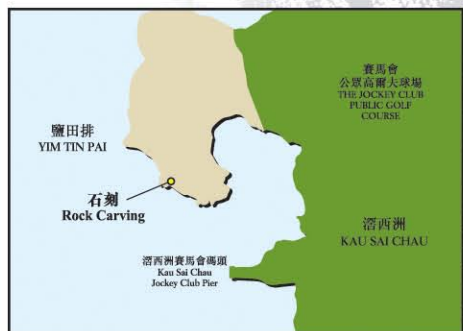 賽馬會
公眾高爾夫球場
THE JOCKEY CLUB
PUBLIC GOLF
COURSE
鹽田排
YIM TIN PAI
石刻
Rock Carving
滘西洲
KAU SAI CHAU
滘西洲賽馬會碼頭
Kau Sai Chau
Jockey Club Pier